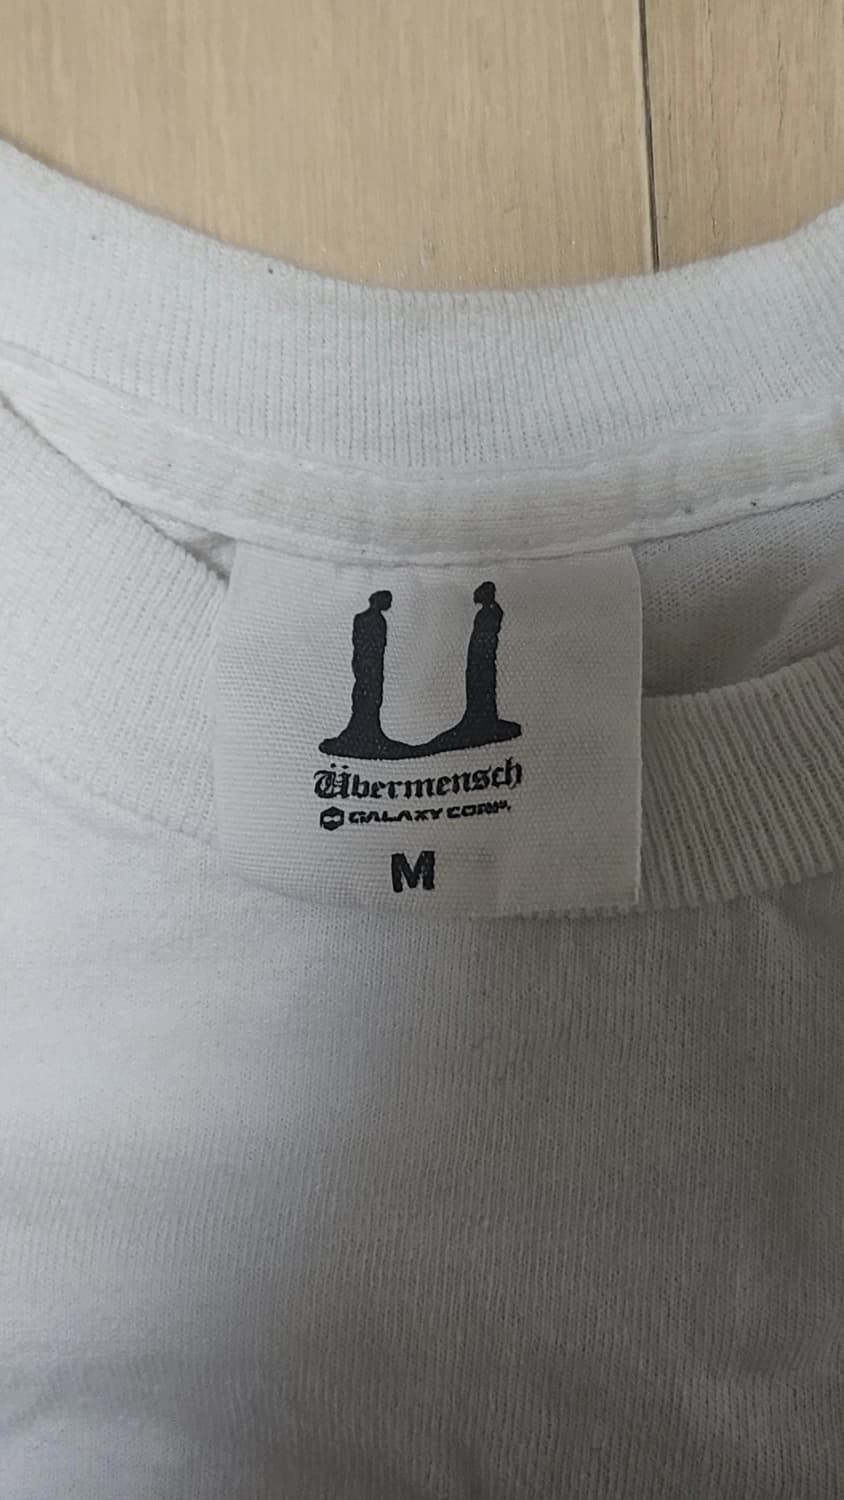 Übermensch
GALAXY CORP.
M